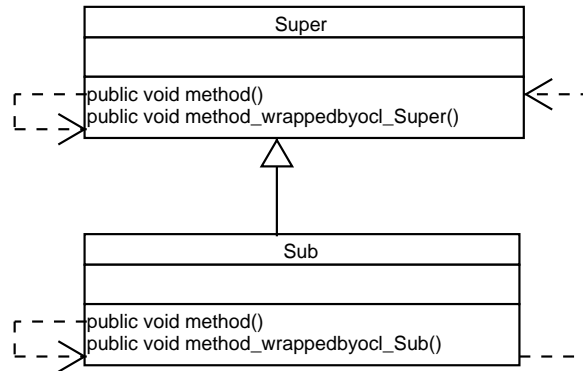 Super
public void method()
public void method_wrappedbyocl_Super()
Sub
public void method()
public void method_wrappedbyocl_Sub()